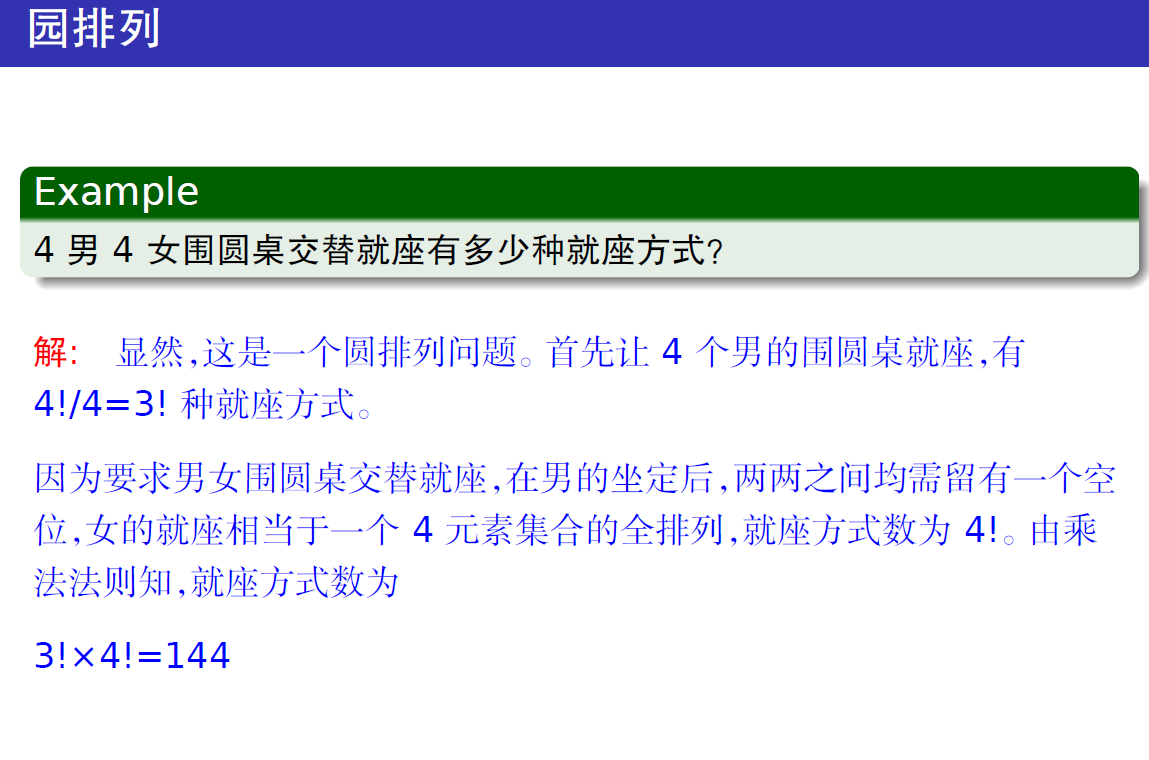 园排列
Example
4 男 4 女围圆桌交替就座有多少种就座方式?
解: 显然,这是一个圆排列问题。首先让 4 个男的围圆桌就座,有
4!/4=3! 种就座方式。
因为要求男女围圆桌交替就座,在男的坐定后,两两之间均需留有一个空
位,女的就座相当于一个 4 元素集合的全排列,就座方式数为 4!。由乘
法法则知,就座方式数为
3!×4!=144